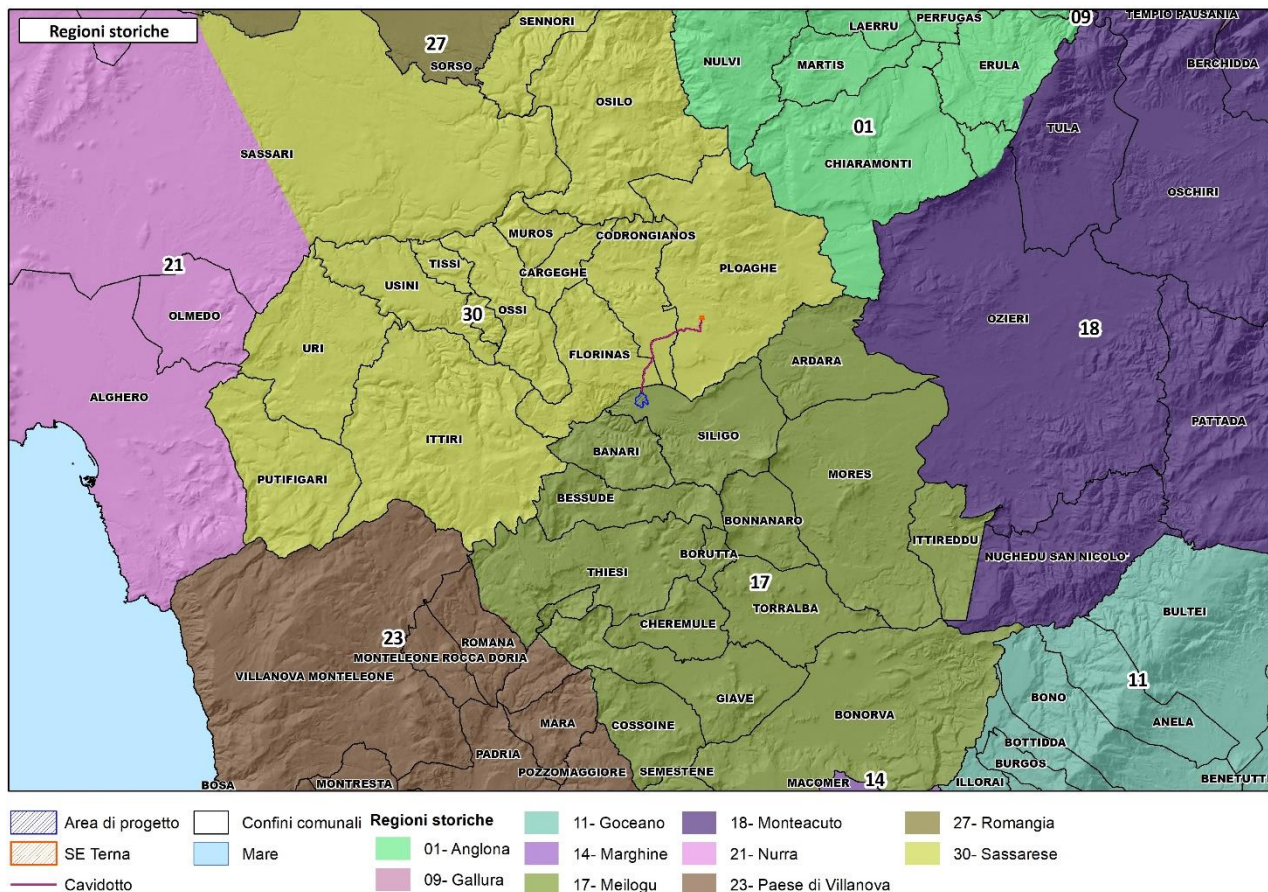 Regioni storiche
SENNORI
LAERRU
PERFUGAS
09
TEMPIO PAUSANIA
27
SORSO
NULVI
MARTIS
ERULA
BERCHIDDA
OSILO
01
TULA
SASSARI
CHIARAMONTI
OSCHIRI
MUROS
CODRONGIANOS
21
TISSI
CARGEGHE
PLOAGHE
USINI
OLMEDO
30
OSSI
OZIERI
18
URI
FLORINAS
ARDARA
ALGHERO
PATTADA
ITTIRI
SILIGO
BANARI
PUTIFIGARI
MORES
BESSUDE
BONNANARO
ITTIREDDU
BORUTTA
NUGHEDU SAN NICOLO'
THIESI
17
TORRALBA
BULTEI
CHEREMULE
23
ROMANA
MONTELEONE ROCCA DORIA
VILLANOVA MONTELEONE
11
BONO
GIAVE
MARA
COSSOINE
BONORVA
ANELA
PADRIA
BOTTIDDA
BURGOS
POZZOMAGGIORE
SEMESTENE
BOSA
MONTRESTA
MACOMER
14
ILLORAI
BENETUTTI
Area di progetto
SE Terna
Cavidotto
Confini comunali
Mare
Regioni storiche
01- Anglona
09- Gallura
11- Goceano
14- Marghine
17- Meilogu
18- Monteacuto
21- Nurra
23- Paese di Villanova
27- Romangia
30- Sassarese